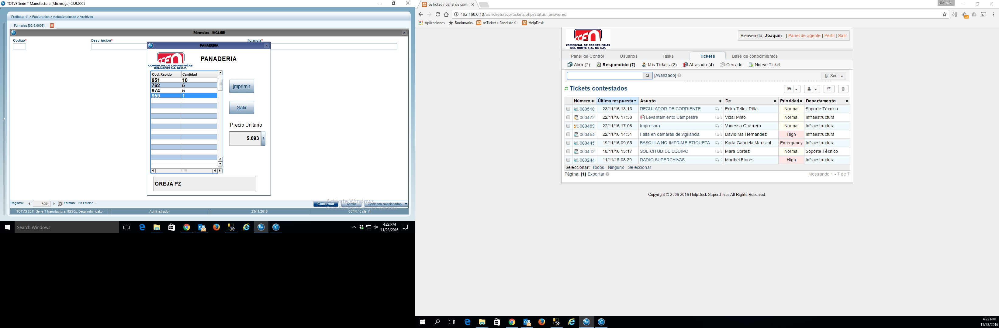 TOTVS Serie T Manufactura (Microsiga) 02.9.0005
Protheus 11 > Facturacion > Actualizaciones > Archivos
Formulas [02.9.0005]
Fórmulas - INCLUIR
Codigo*
Descripcion*
Formula*
PANADERIA
CCFN
COMERCIAL DE CARNES FRÍAS
DEL NORTE S.A. DE C.V.
PANADERIA
Cod. Rapido Cantidad
951 10
762 5
974 5
959 1
Imprimir
Salir
Precio Unitario
5.093
?
OREJA PZ
Registro: 5001 Estatus: En Edicion...
Activate Windows
Confirmar Cerrar Acciones relacionadas
TOTVS 2011 Serie T Manufactura MSSQL Desarrollo_joako Administrador 23/11/2016 CCFN / Calle 11
Search Windows
4:22 PM
11/23/2016
osTicket :: panel de cont
Joaquin
192.168.0.10/osTickets/scp/tickets.php?status=answered
Aplicaciones Bookmarks osTicket :: Panel de Co HelpDesk
CCFN
COMERCIAL DE CARNES FRÍAS
DEL NORTE S.A. DE C.V.
Bienvenido, Joaquin . | Panel de agente | Perfil | Salir
Panel de Control Usuarios Tasks Tickets Base de conocimientos
Abrir (2) Respondido (7) Mis Tickets (2) Atrasado (4) Cerrado Nuevo Ticket
[Avanzado] Sort
Tickets contestados
Número Última respuesta Asunto De Prioridad Departamento
000510 23/11/16 13:13 REGULADOR DE CORRIENTE 3 Erika Tellez Piña Normal Soporte Técnico
000472 22/11/16 17:53 Levantamiento Campestre 2 Vidal Pinto Normal Infraestructura
000489 22/11/16 17:08 Impresora 2 Vanessa Guerrero Normal Infraestructura
000454 22/11/16 14:51 Falla en camaras de vigilancia 2 David Ma Hernandez High Infraestructura
000445 19/11/16 09:55 BASCULA NO IMPRIME ETIQUETA 2 Karla Gabriela Mariscal ... Emergency Infraestructura
000412 18/11/16 15:17 SOLICITUD DE EQUIPO 2 Mara Cortez Normal Soporte Técnico
000244 11/11/16 08:29 RADIO SUPERCHIVAS 2 Maribel Flores High Infraestructura
Seleccionar: Todos Ninguno Seleccionar
Página: [1] Exportar Mostrando 1 - 7 de 7
Copyright © 2006-2016 HelpDesk Superchivas All Rights Reserved.
4:22 PM
11/23/2016